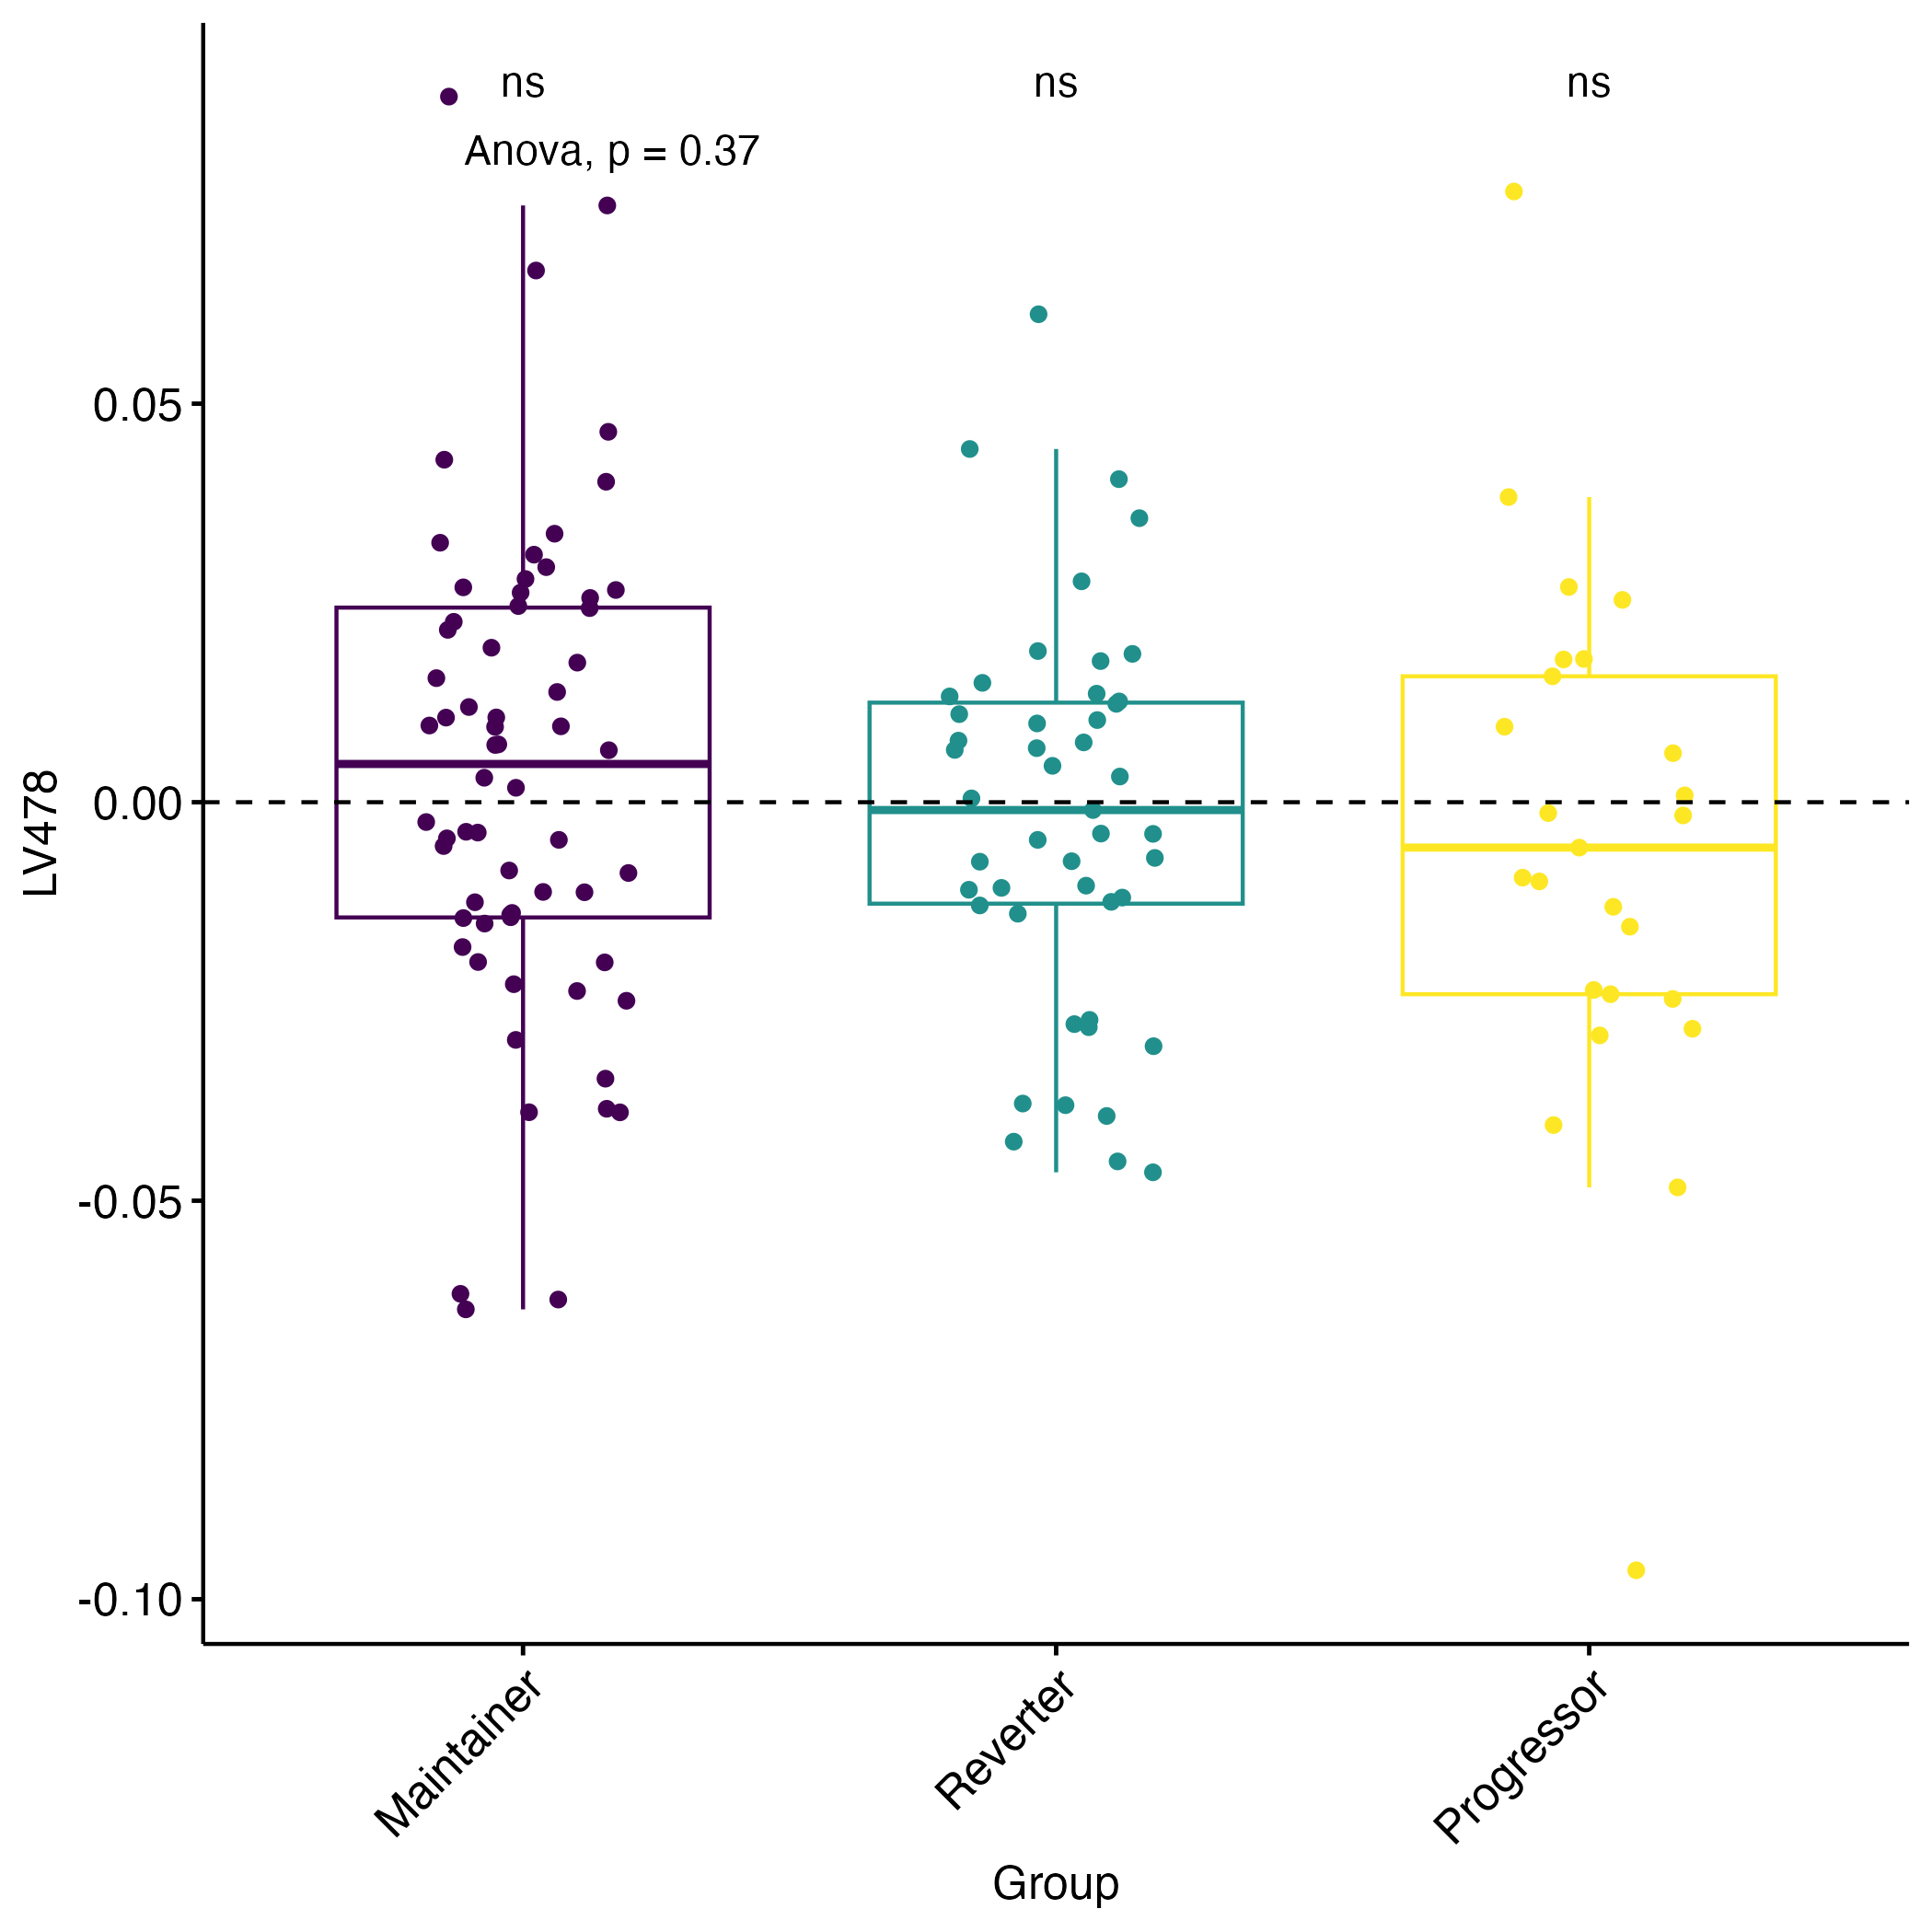 ns ns ns
Anova, p = 0.37
0.05
0.00
-0.05
-0.10
LV478
Maintainer
Reverter
Progressor
Group